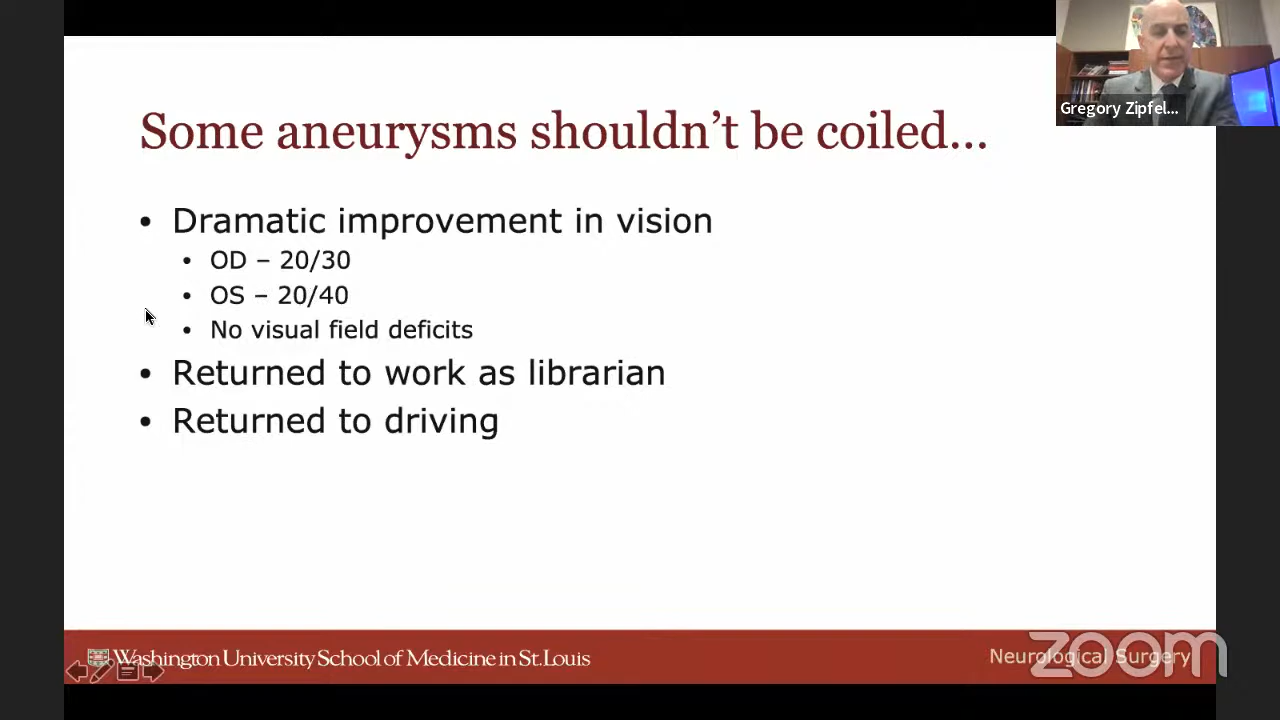 Gregory Zipfel...
Some aneurysms shouldn’t be coiled...
• Dramatic improvement in vision
• OD – 20/30
• OS – 20/40
• No visual field deficits
• Returned to work as librarian
• Returned to driving
Washington University School of Medicine in St. Louis
Neurological Surgery
zoom